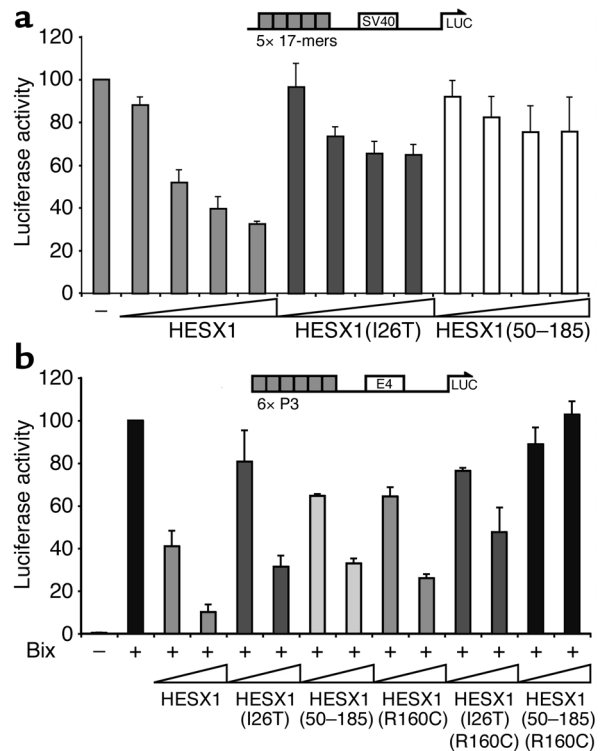 a
SV40 LUC
5× 17-mers
Luciferase activity
120
100
80
60
40
20
0
–
HESX1 HESX1(I26T) HESX1(50–185)
b
E4 LUC
6× P3
Luciferase activity
120
100
80
60
40
20
0
Bix – + + + + + + + + + + + + +
HESX1 HESX1 HESX1 HESX1 HESX1 HESX1
(I26T) (50–185) (R160C) (I26T) (50–185)
(R160C) (R160C)